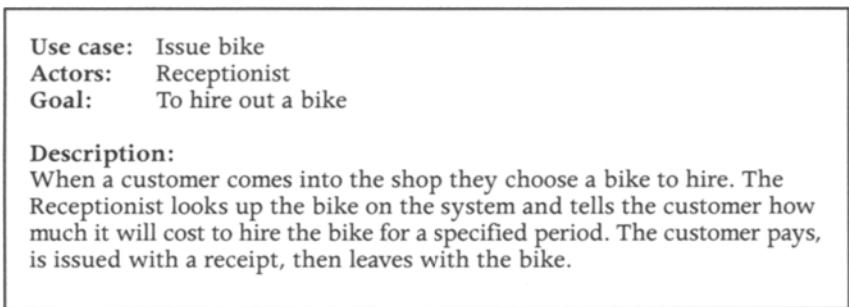 Use case: Issue bike
Actors: Receptionist
Goal: To hire out a bike
Description:
When a customer comes into the shop they choose a bike to hire. The
Receptionist looks up the bike on the system and tells the customer how
much it will cost to hire the bike for a specified period. The customer pays,
is issued with a receipt, then leaves with the bike.